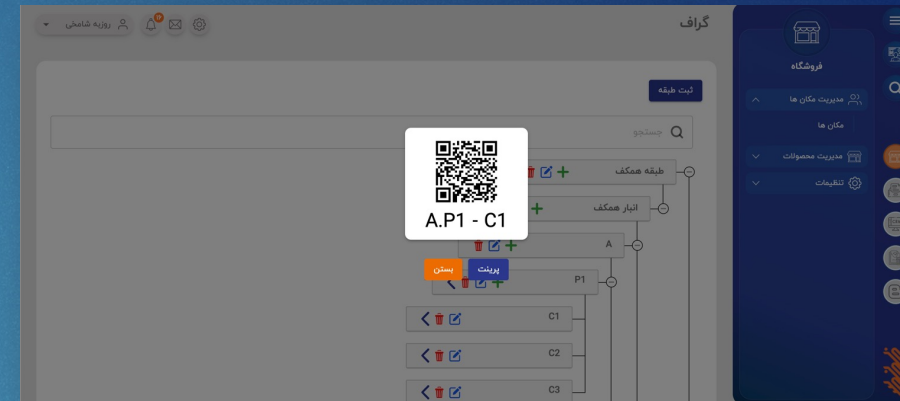 گراف
۱۹
روزبه شامخی
فروشگاه
مدیریت مکان ها
مکان ها
مدیریت محصولات
تنظیمات
ثبت طبقه
جستجو
طبقه همکف
انبار همکف
A
P1
C1
C2
C3
A.P1 - C1
پرینت
بستن